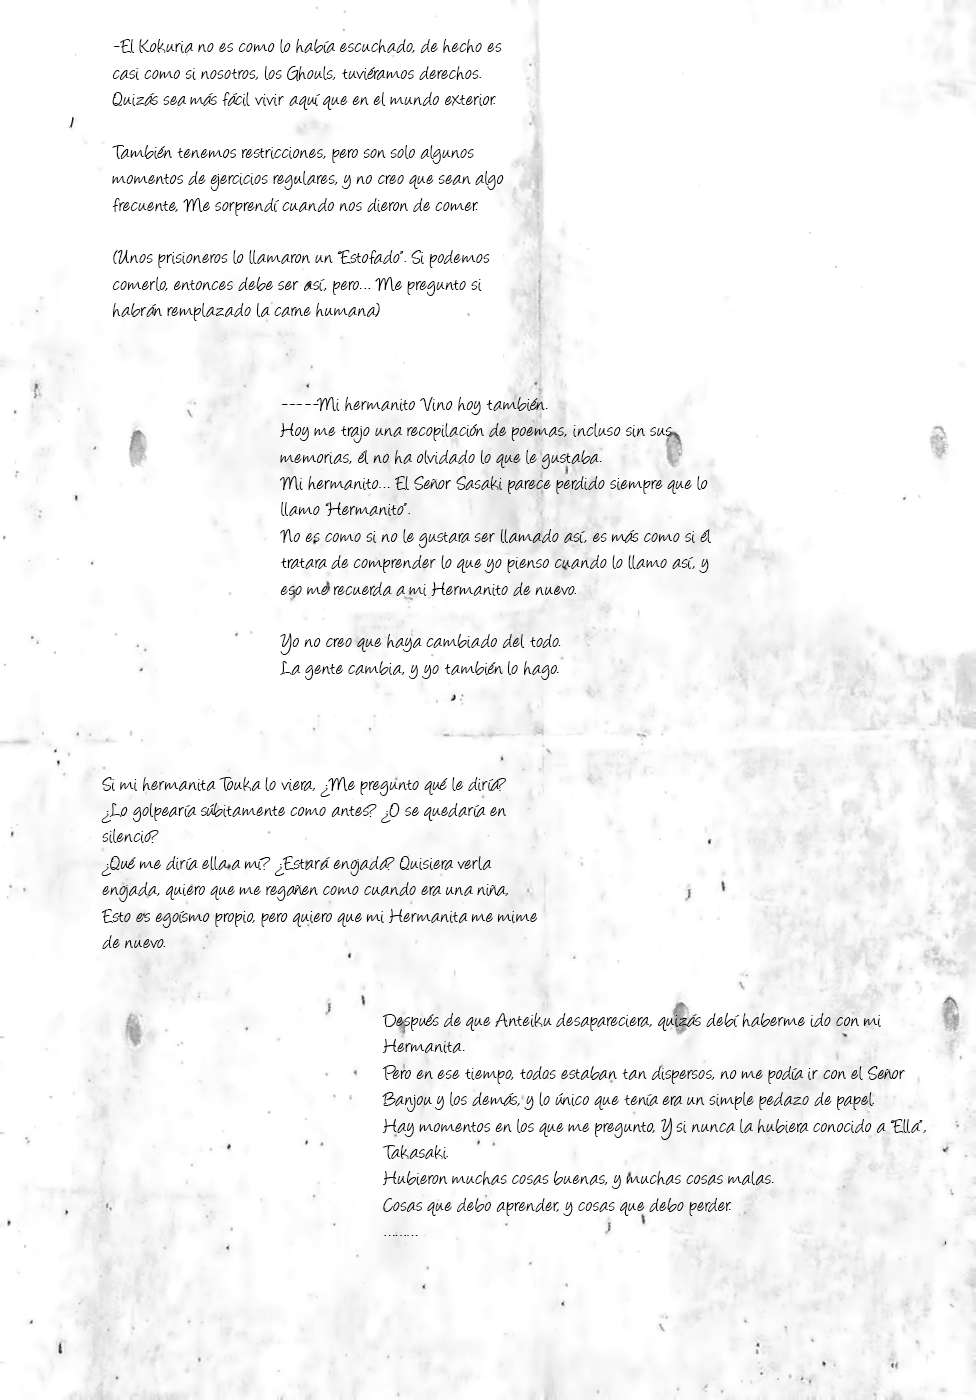 -El Kokuria no es como lo había escuchado, de hecho es
casi como si nosotros, los Ghouls, tuviéramos derechos.
Quizás sea más fácil vivir aquí que en el mundo exterior.
También tenemos restricciones, pero son solo algunos
momentos de ejercicios regulares, y no creo que sean algo
frecuente, Me sorprendí cuando nos dieron de comer.
(Unos prisioneros lo llamaron un "Estofado". Si podemos
comerlo, entonces debe ser así, pero... Me pregunto si
habrán remplazado la carne humana)
-----Mi hermanito Vino hoy también.
Hoy me trajo una recopilación de poemas, incluso sin sus
memorias, él no ha olvidado lo que le gustaba.
Mi hermanito... El Señor Sasaki parece perdido siempre que lo
llamo "Hermanito".
No es como si no le gustara ser llamado así, es más como si él
tratara de comprender lo que yo pienso cuando lo llamo así, y
eso me recuerda a mi Hermanito de nuevo.
Yo no creo que haya cambiado del todo.
La gente cambia, y yo también lo hago.
Si mi hermanita Touka lo viera, ¿Me pregunto qué le diría?
¿Lo golpearía súbitamente como antes? ¿O se quedaría en
silencio?
¿Qué me diría ella a mí? ¿Estará enojada? Quisiera verla
enojada, quiero que me regañen como cuando era una niña,
Esto es egoísmo propio, pero quiero que mi Hermanita me mime
de nuevo.
Después de que Anteiku desapareciera, quizás debí haberme ido con mi
Hermanita.
Pero en ese tiempo, todos estaban tan dispersos, no me podía ir con el Señor
Banjou y los demás, y lo único que tenía era un simple pedazo de papel.
Hay momentos en los que me pregunto, Y si nunca la hubiera conocido a "Ella",
Takasaki.
Hubieron muchas cosas buenas, y muchas cosas malas.
Cosas que debo aprender, y cosas que debo perder.
.........